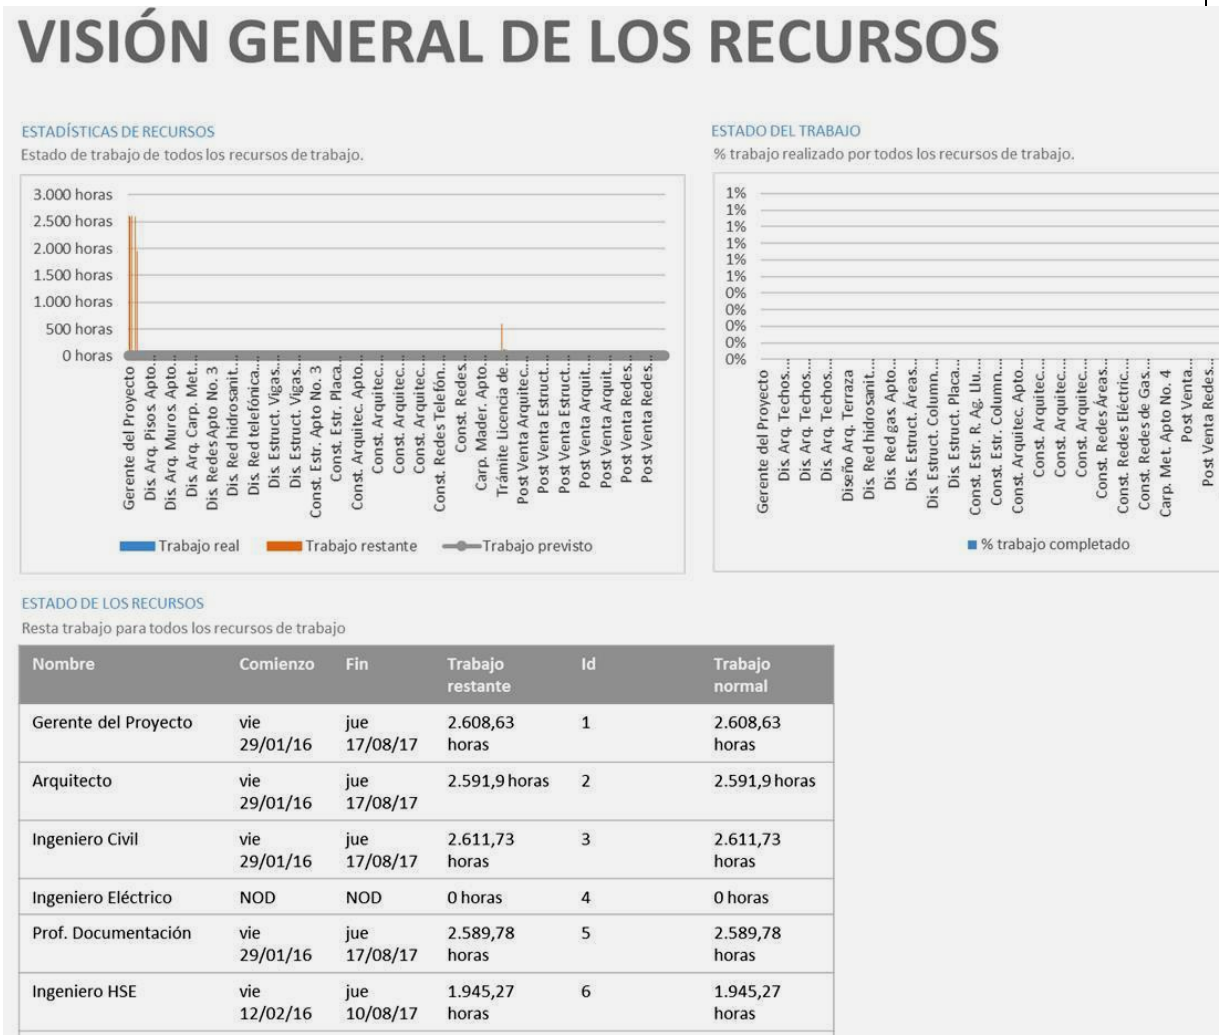 VISIÓN GENERAL DE LOS RECURSOS
ESTADÍSTICAS DE RECURSOS
Estado de trabajo de todos los recursos de trabajo.
3.000 horas
2.500 horas
2.000 horas
1.500 horas
1.000 horas
500 horas
0 horas
Gerente del Proyecto
Dis. Arq. Pisos. Apto...
Dis. Arq. Muros. Apto...
Dis. Arq. Carp. Met...
Dis. Redes Apto No. 3
Dis. Red hidrosanit...
Dis. Red telefónica...
Dis. Estruct. Vigas...
Dis. Estruct. Vigas...
Const. Estr. Apto No. 3
Const. Estr. Placa...
Const. Arquitec. Apto...
Const. Arquitec...
Const. Arquitec...
Const. Arquitec...
Const. Redes Telefón...
Const. Redes...
Carp. Mader. Apto...
Trámite Licencia de...
Post Venta Arquitec...
Post Venta Estruct...
Post Venta Estruct...
Post Venta Arquit...
Post Venta Arquit...
Post Venta Redes...
Post Venta Redes...
Trabajo real
Trabajo restante
Trabajo previsto
ESTADO DEL TRABAJO
% trabajo realizado por todos los recursos de trabajo.
1%
1%
1%
1%
1%
1%
0%
0%
0%
0%
0%
Gerente del Proyecto
Dis. Arq. Techos...
Dis. Arq. Techos...
Dis. Arq. Techos...
Diseño Arq. Terraza
Dis. Red hidrosanit...
Dis. Red gas. Apto...
Dis. Estruct. Áreas...
Dis. Estruct. Column...
Dis. Estruct. Placa...
Const. Estr. R. Ag. Llu...
Const. Estr. Column...
Const. Arquitec. Apto...
Const. Arquitec...
Const. Arquitec...
Const. Arquitec...
Const. Redes Áreas...
Const. Redes Eléctric...
Const. Redes de Gas...
Carp. Met. Apto No. 4
Post Venta...
Post Venta Redes...
% trabajo completado
ESTADO DE LOS RECURSOS
Resta trabajo para todos los recursos de trabajo
Nombre Comienzo Fin Trabajo restante Id Trabajo normal
Gerente del Proyecto vie 29/01/16 jue 17/08/17 2.608,63 horas 1 2.608,63 horas
Arquitecto vie 29/01/16 jue 17/08/17 2.591,9 horas 2 2.591,9 horas
Ingeniero Civil vie 29/01/16 jue 17/08/17 2.611,73 horas 3 2.611,73 horas
Ingeniero Eléctrico NOD NOD 0 horas 4 0 horas
Prof. Documentación vie 29/01/16 jue 17/08/17 2.589,78 horas 5 2.589,78 horas
Ingeniero HSE vie 12/02/16 jue 10/08/17 1.945,27 horas 6 1.945,27 horas